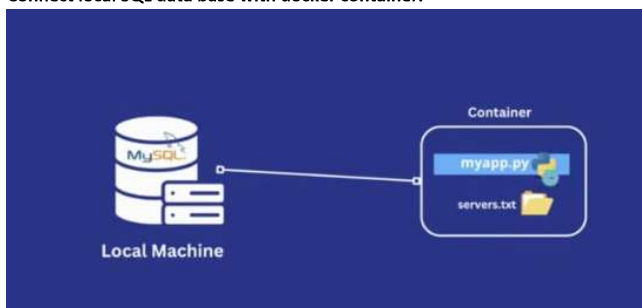 Connect local SQL data base with docker container:
Container
MySQL
myapp.py
servers.txt
Local Machine